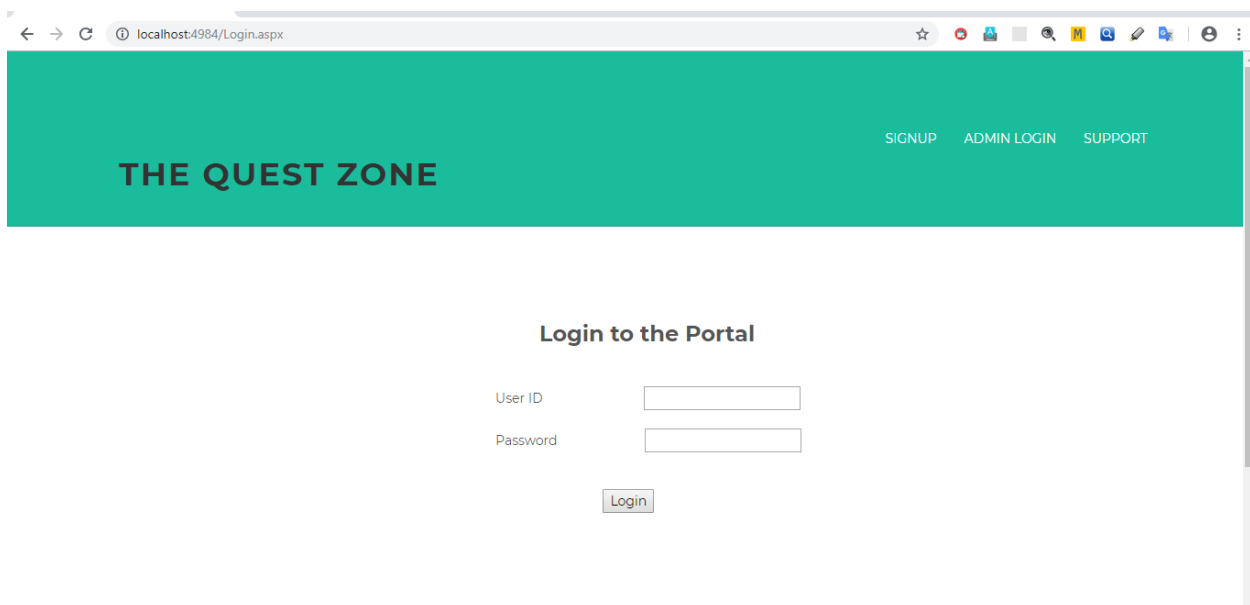 localhost:4984/Login.aspx
SIGNUP ADMIN LOGIN SUPPORT
THE QUEST ZONE
Login to the Portal
User ID
Password
Login